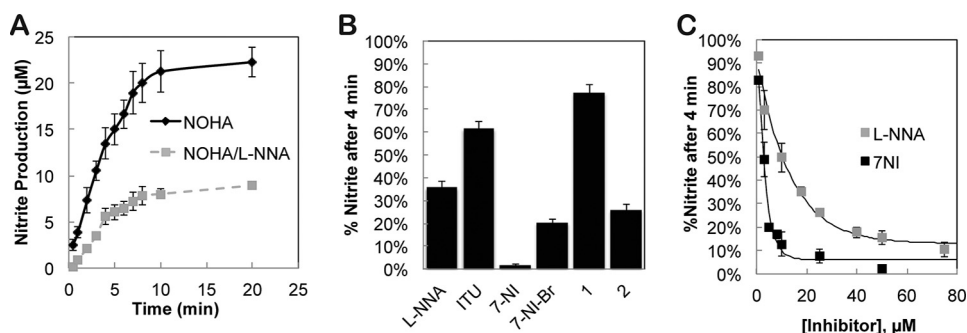 A
Nitrite Production (µM)
25
20
15
10
5
0
0
5
10
15
20
25
Time (min)
NOHA
NOHA/L-NNA
B
% Nitrite after 4 min
100%
90%
80%
70%
60%
50%
40%
30%
20%
10%
0%
L-NNA
ITU
7-NI
7-NI-Br
1
2
C
%Nitrite after 4 min
100%
90%
80%
70%
60%
50%
40%
30%
20%
10%
0%
0
20
40
60
80
[Inhibitor], µM
L-NNA
7NI